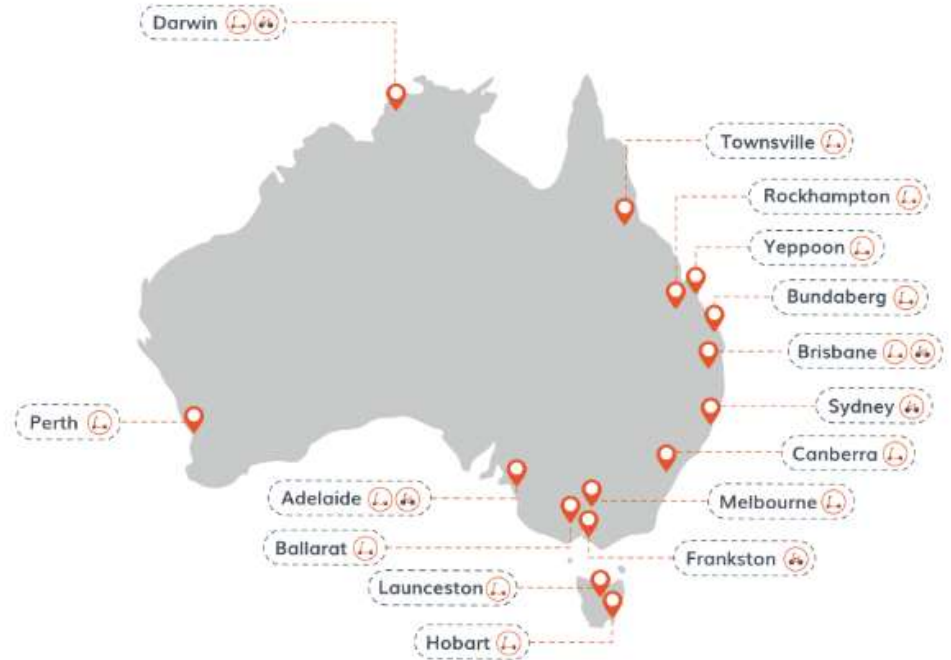 Darwin
Townsville
Rockhampton
Yeppoon
Bundaberg
Brisbane
Sydney
Perth
Canberra
Adelaide
Melbourne
Ballarat
Frankston
Launceston
Hobart